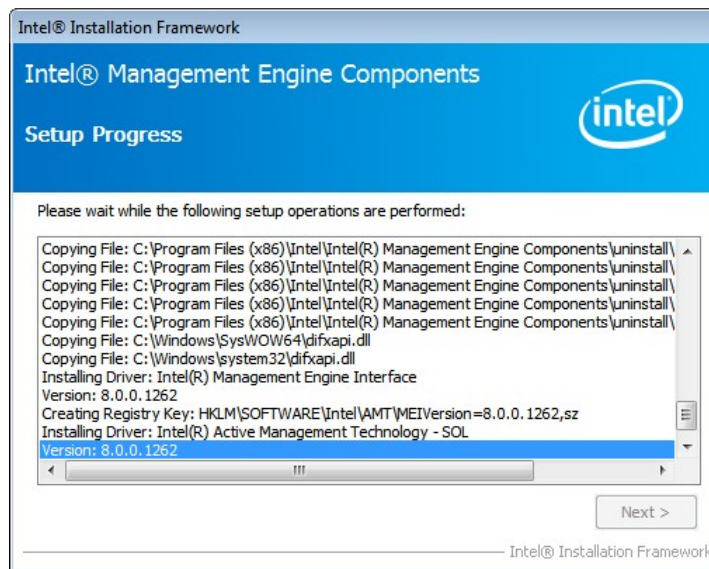 Intel® Installation Framework
Intel® Management Engine Components
intel
Setup Progress
Please wait while the following setup operations are performed:
Copying File: C:\Program Files (x86)\Intel\Intel(R) Management Engine Components\uninstall\
Copying File: C:\Program Files (x86)\Intel\Intel(R) Management Engine Components\uninstall\
Copying File: C:\Program Files (x86)\Intel\Intel(R) Management Engine Components\uninstall\
Copying File: C:\Program Files (x86)\Intel\Intel(R) Management Engine Components\uninstall\
Copying File: C:\Program Files (x86)\Intel\Intel(R) Management Engine Components\uninstall\
Copying File: C:\Windows\SysWOW64\difxapi.dll
Copying File: C:\Windows\system32\difxapi.dll
Installing Driver: Intel(R) Management Engine Interface
Version: 8.0.0.1262
Creating Registry Key: HKLM\SOFTWARE\Intel\AMT\MEIVersion=8.0.0.1262,sz
Installing Driver: Intel(R) Active Management Technology - SOL
Version: 8.0.0.1262
Next >
Intel® Installation Framework